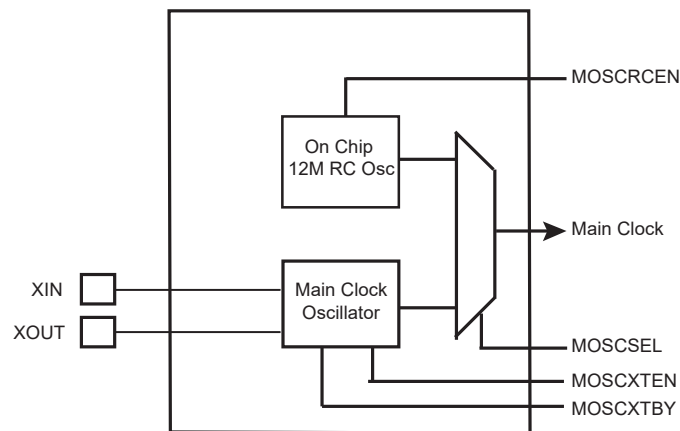 MOSCRCEN
On Chip
12M RC Osc
Main Clock
XIN
Main Clock
Oscillator
XOUT
MOSCSEL
MOSCXTEN
MOSCXTBY